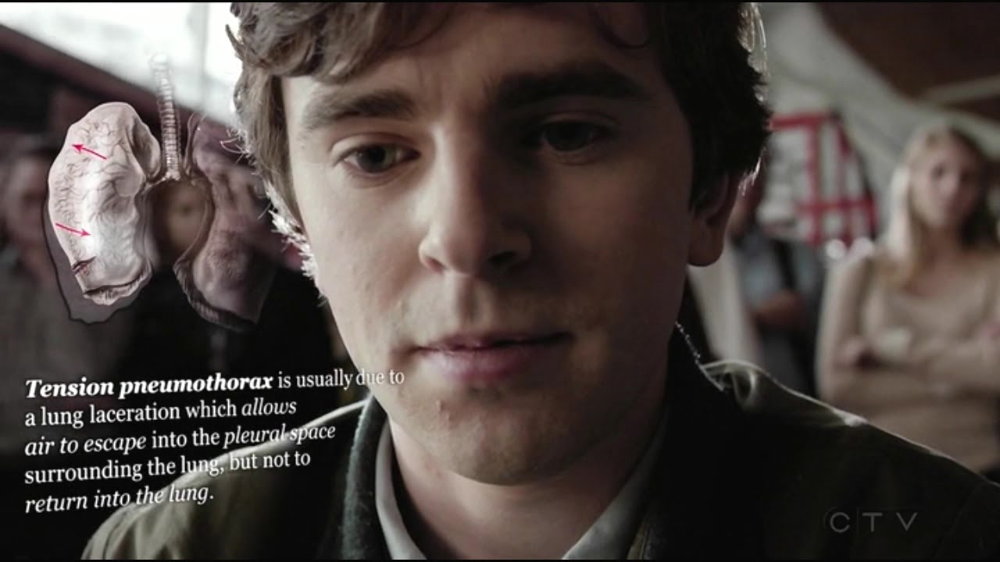 Tension pneumothorax is usually due to
a lung laceration which allows
air to escape into the pleural space
surrounding the lung, but not to
return into the lung.
CTV